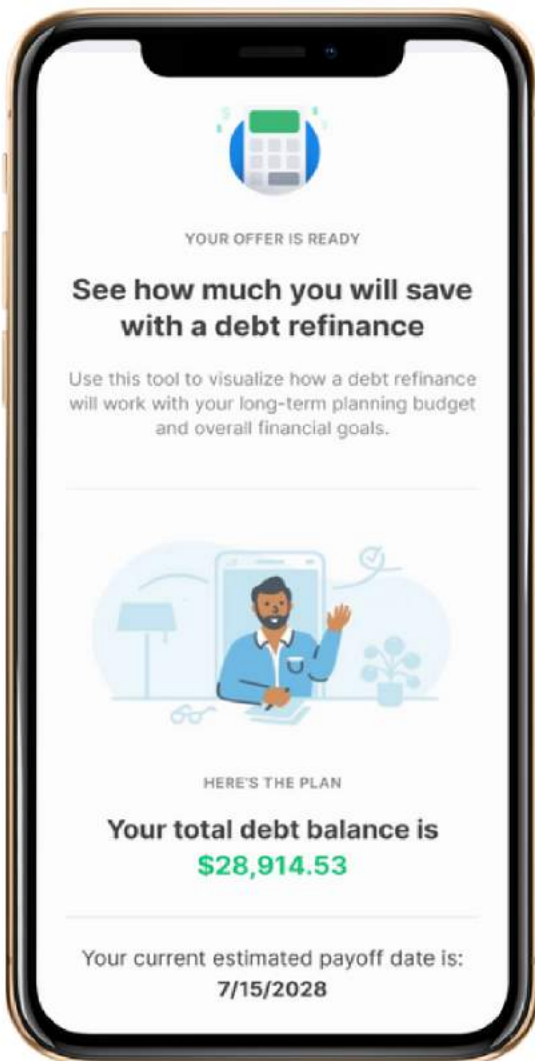 YOUR OFFER IS READY
See how much you will save
with a debt refinance
Use this tool to visualize how a debt refinance
will work with your long-term planning budget
and overall financial goals.
HERE'S THE PLAN
Your total debt balance is
$28,914.53
Your current estimated payoff date is:
7/15/2028